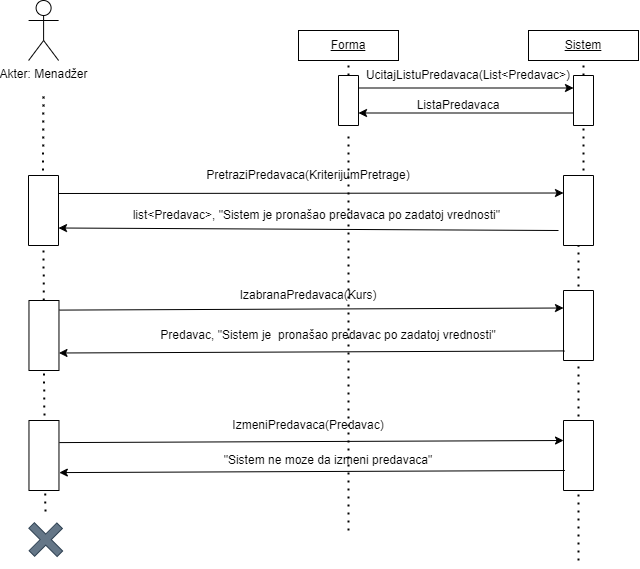 Forma
Sistem
Akter: Menadžer
UcitajListuPredavaca(List<Predavac>)
ListaPredavaca
PretraziPredavaca(KriterijumPretrage)
list<Predavac>, "Sistem je pronašao predavaca po zadatoj vrednosti"
IzabranaPredavaca(Kurs)
Predavac, "Sistem je  pronašao predavac po zadatoj vrednosti"
IzmeniPredavaca(Predavac)
"Sistem ne moze da izmeni predavaca"